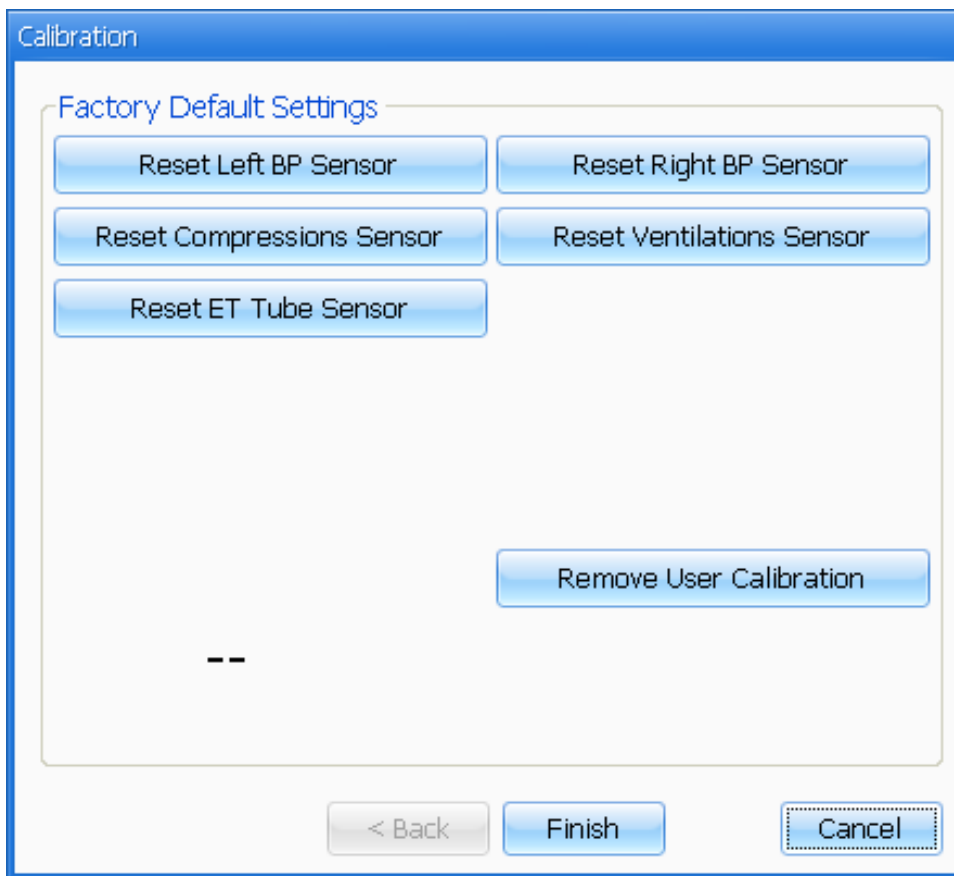 Calibration
Factory Default Settings
Reset Left BP Sensor
Reset Right BP Sensor
Reset Compressions Sensor
Reset Ventilations Sensor
Reset ET Tube Sensor
Remove User Calibration
--
< Back
Finish
Cancel